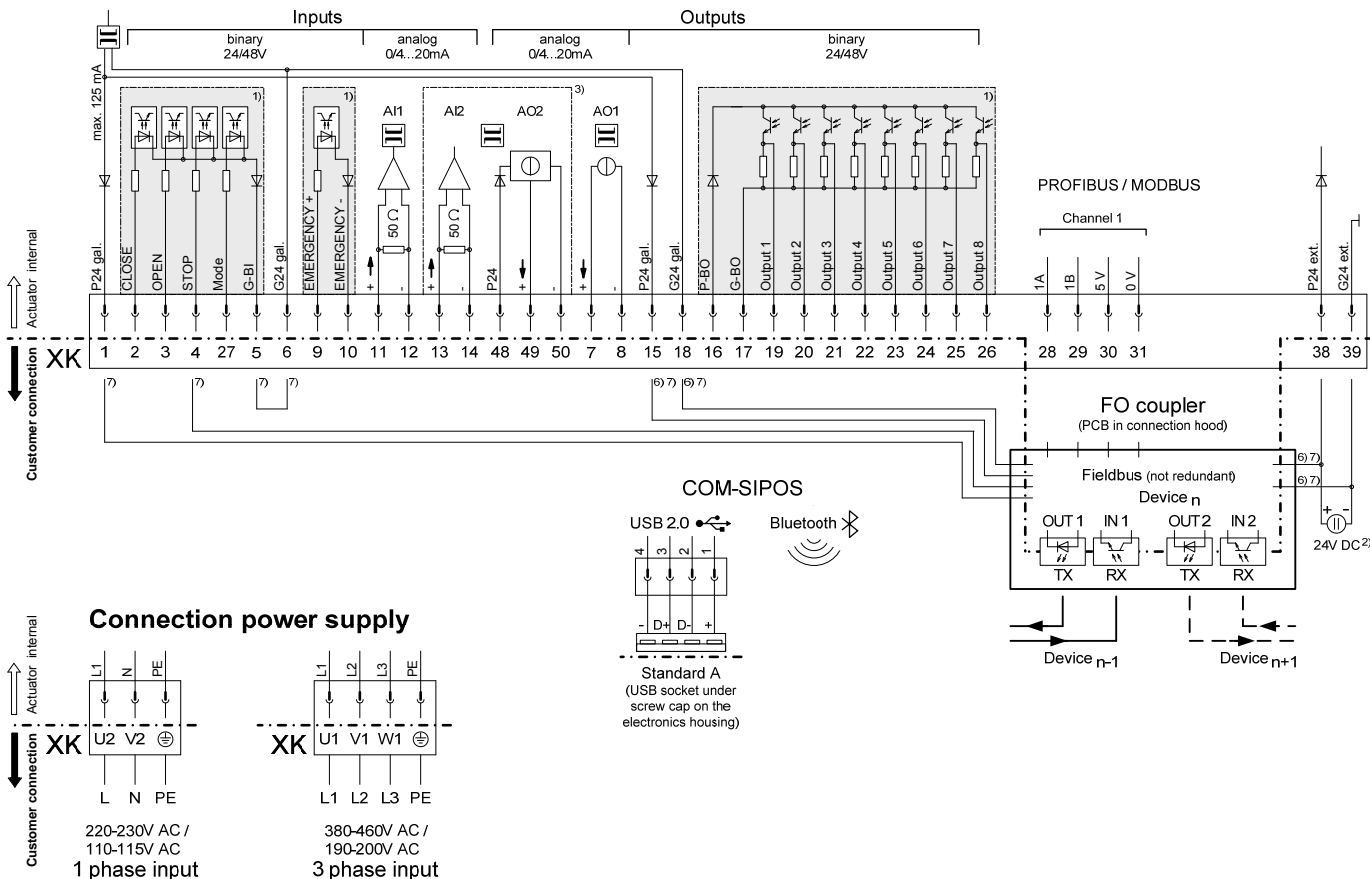 Inputs
Outputs
binary
24/48V
analog
0/4...20mA
analog
0/4...20mA
binary
24/48V
max. 125 mA
1)
1)
3)
1)
AI1
AI2
AO2
AO1
50 Ω
50 Ω
PROFIBUS / MODBUS
Channel 1
Actuator internal
P24 gal.
CLOSE
OPEN
STOP
Mode
G-BI
G24 gal.
EMERGENCY +
EMERGENCY -
+
-
+
-
P24
+
-
+
-
P24 gal.
G24 gal.
P-BO
G-BO
Output 1
Output 2
Output 3
Output 4
Output 5
Output 6
Output 7
Output 8
1A
1B
5 V
0 V
P24 ext.
G24 ext.
XK 1 2 3 4 27 5 6 9 10 11 12 13 14 48 49 50 7 8 15 18 16 17 19 20 21 22 23 24 25 26 28 29 30 31 38 39
Customer connection
7) 7) 7) 7) 6) 7) 6) 7)
FO coupler
(PCB in connection hood)
Fieldbus (not redundant)
Device n
6) 7)
6) 7)
OUT 1 IN 1 OUT 2 IN 2
TX RX TX RX
+ -
24V DC 2)
Device n-1
Device n+1
COM-SIPOS
USB 2.0
Bluetooth
4 3 2 1
- D+ D- +
Standard A
(USB socket under
screw cap on the
electronics housing)
Connection power supply
Actuator internal
Customer connection
L1 N PE
XK U2 V2
L N PE
220-230V AC /
110-115V AC
1 phase input
L1 L2 L3 PE
XK U1 V1 W1
L1 L2 L3 PE
380-460V AC /
190-200V AC
3 phase input